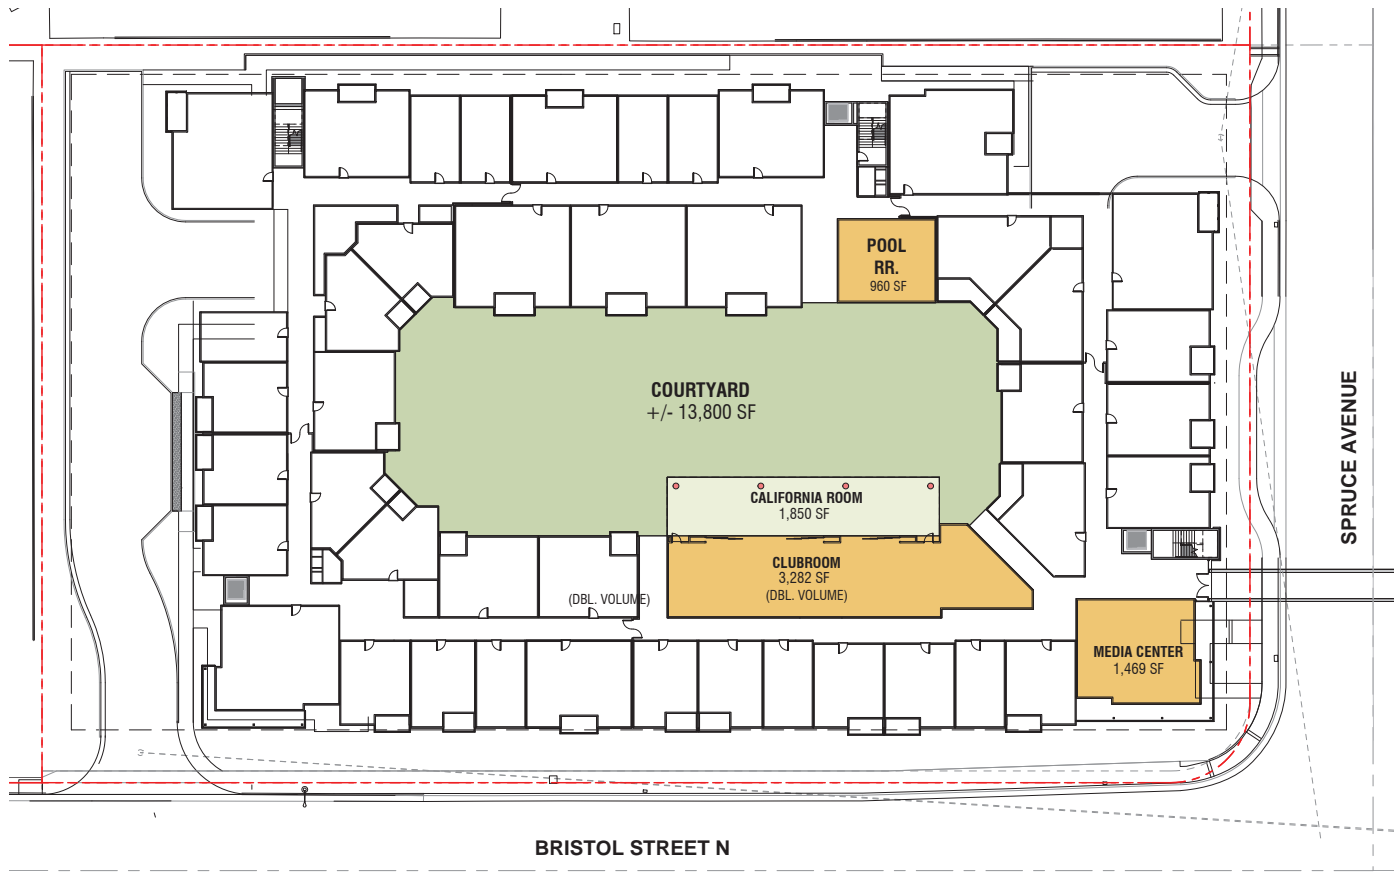 POOL
RR.
960 SF
COURTYARD
+/- 13,800 SF
CALIFORNIA ROOM
1,850 SF
CLUBROOM
3,282 SF
(DBL. VOLUME)
(DBL. VOLUME)
MEDIA CENTER
1,469 SF
SPRUCE AVENUE
BRISTOL STREET N